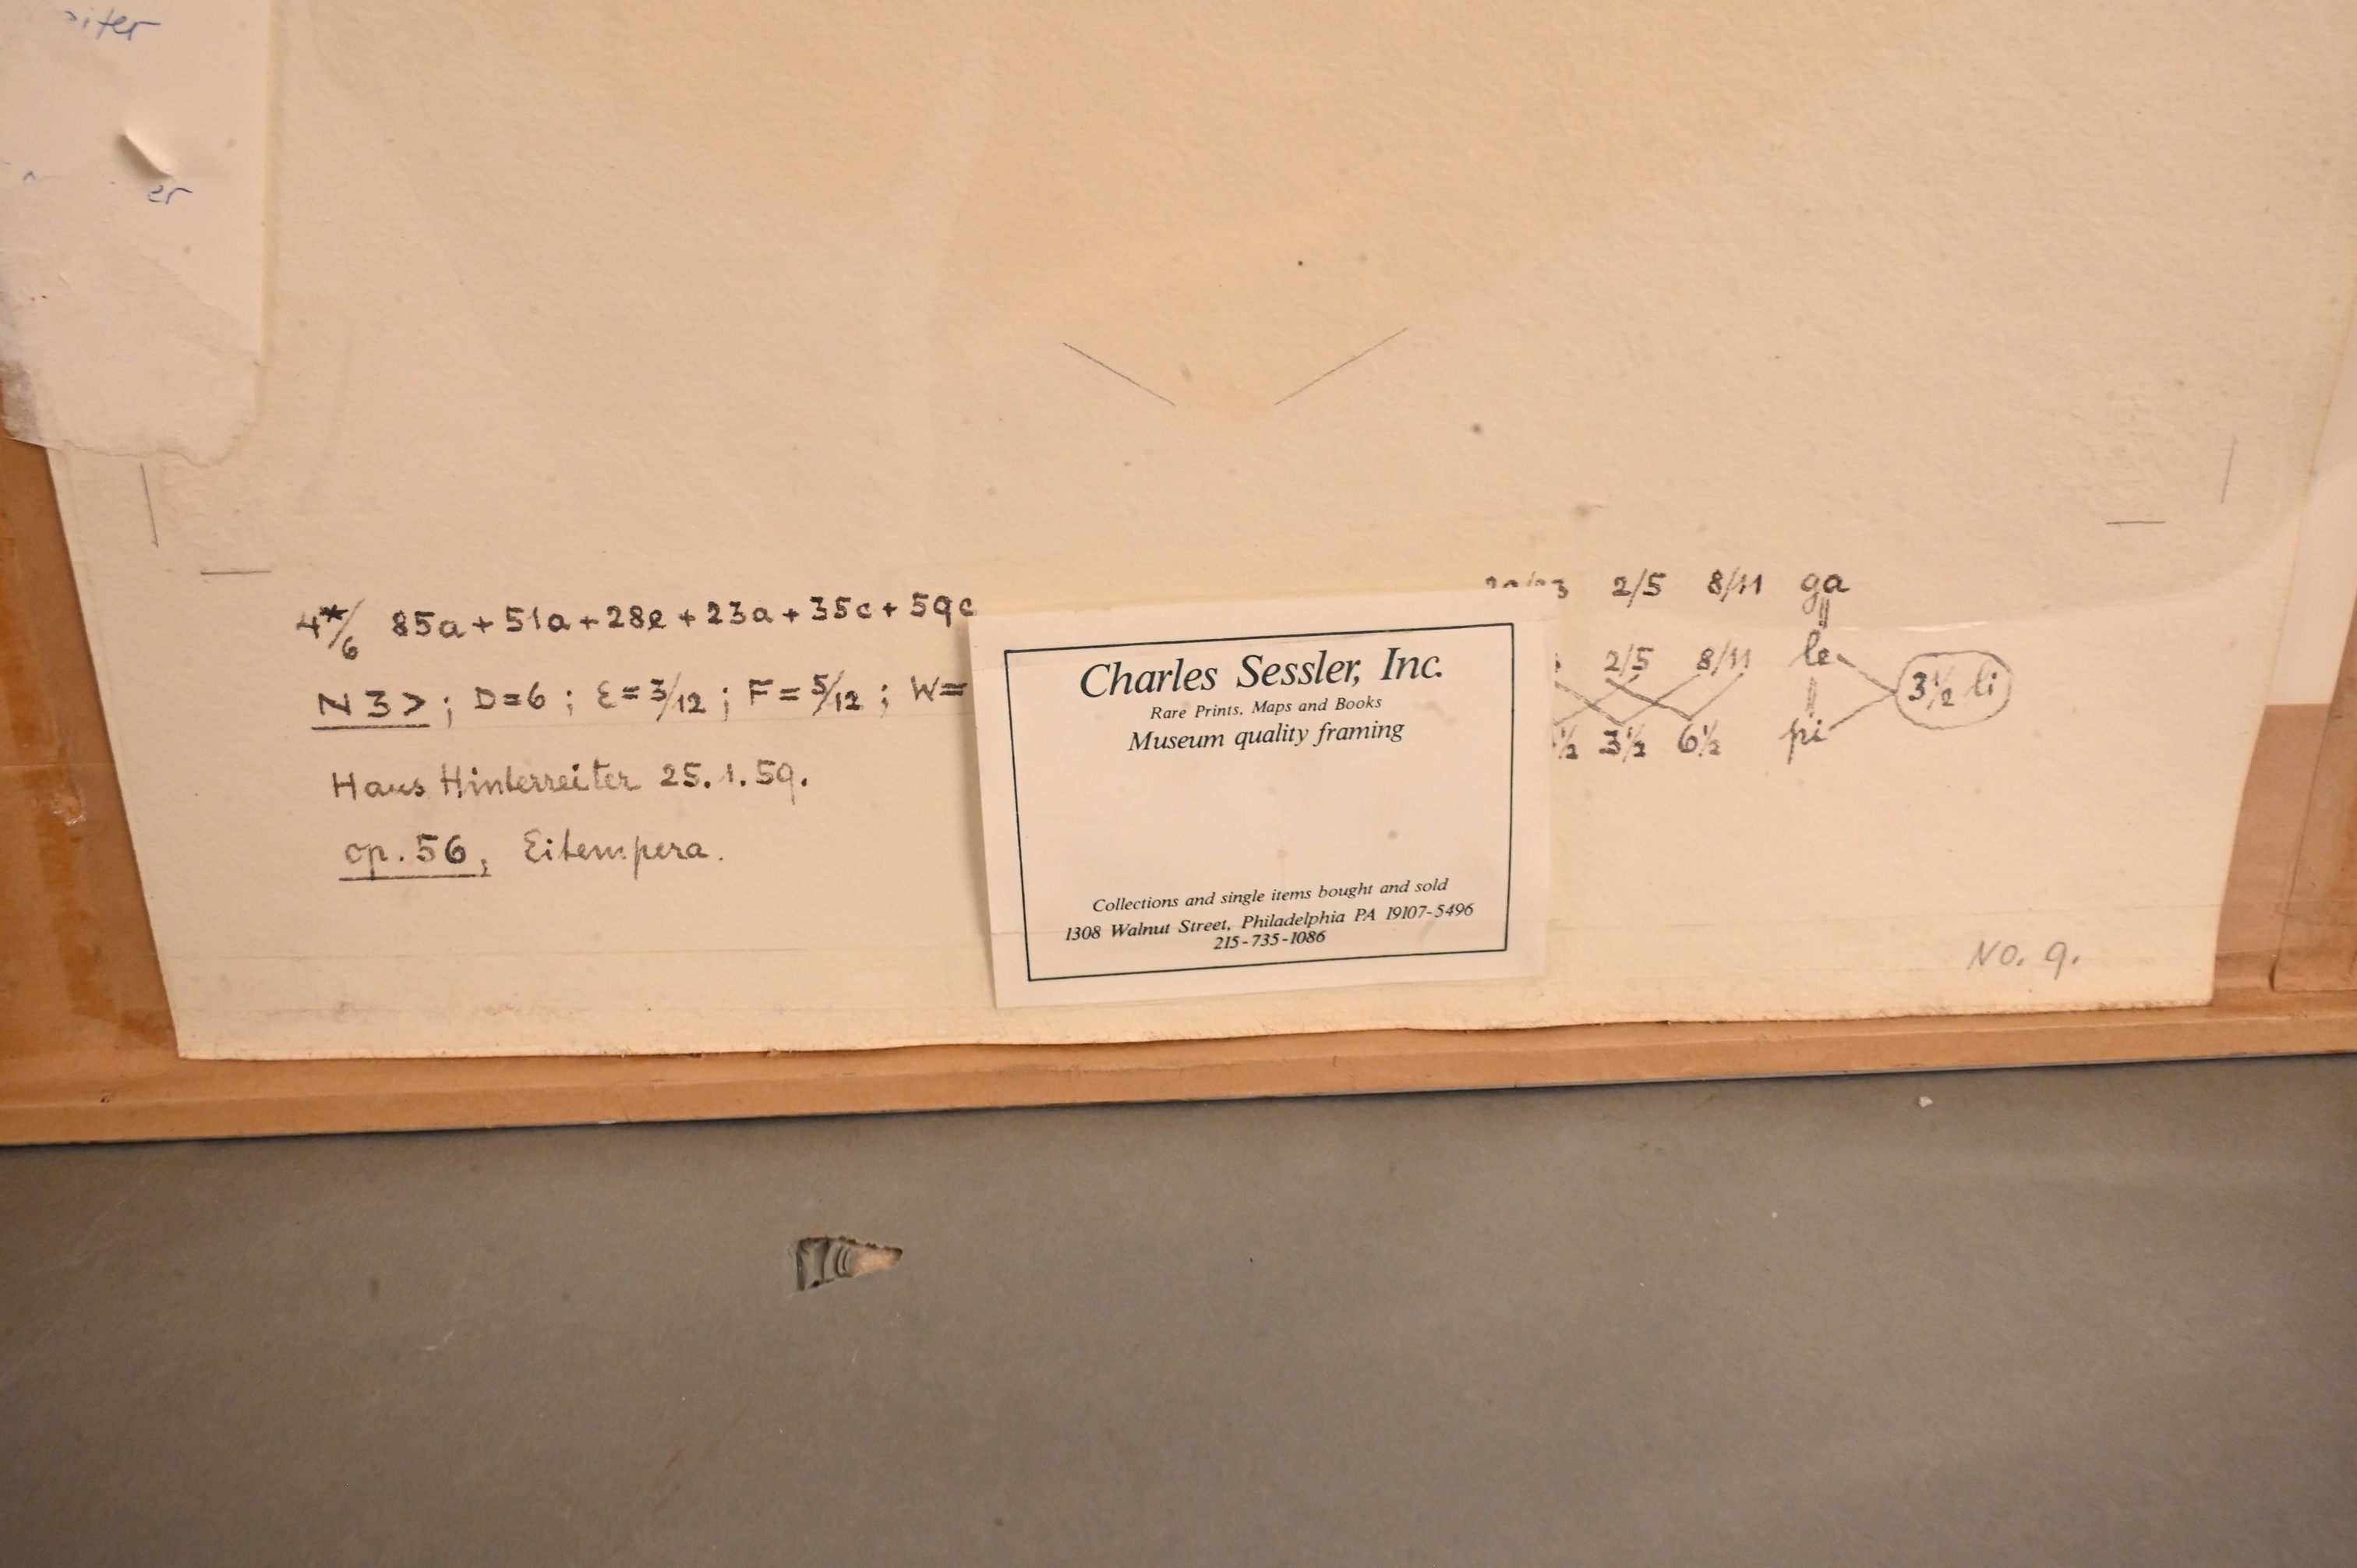 4*/6 85a + 51a + 28e + 23a + 35c + 59c
N 3 >; D=6; E=3/12; F=5/12; W=
Hans Hinterreiter 25.1.59.
op. 56, Eitempera.
2/5 8/11 ga
2/5 8/11 le
3½ li
½ 3½ 6½ pi
Charles Sessler, Inc.
Rare Prints, Maps and Books
Museum quality framing
Collections and single items bought and sold
1308 Walnut Street, Philadelphia PA 19107-5496
215-735-1086
NO. 9.